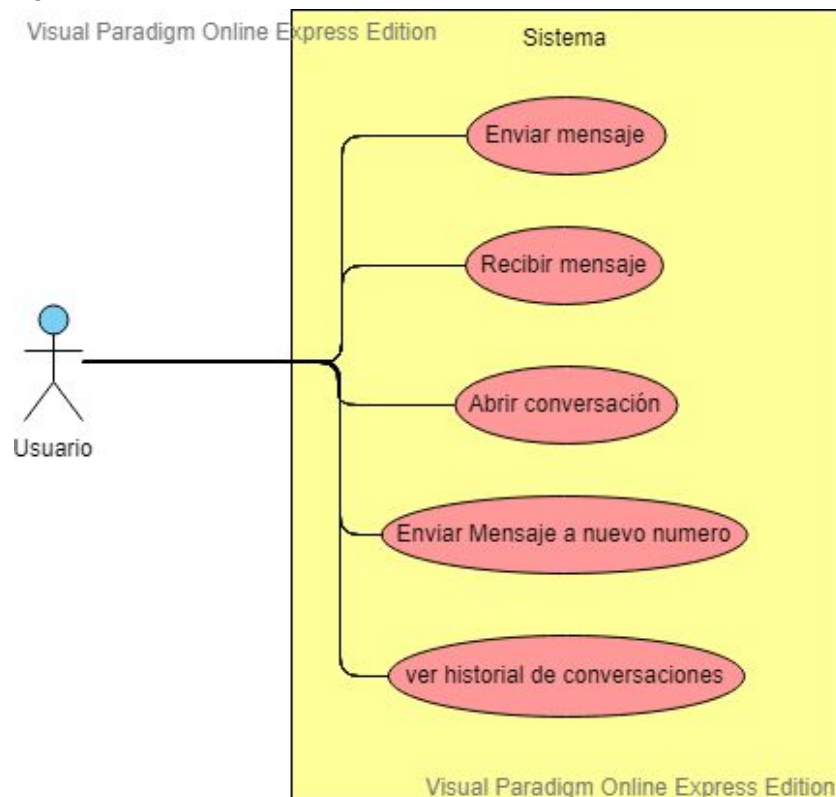 Visual Paradigm Online Express Edition
Sistema
Enviar mensaje
Recibir mensaje
Abrir conversación
Usuario
Enviar Mensaje a nuevo numero
ver historial de conversaciones
Visual Paradigm Online Express Edition